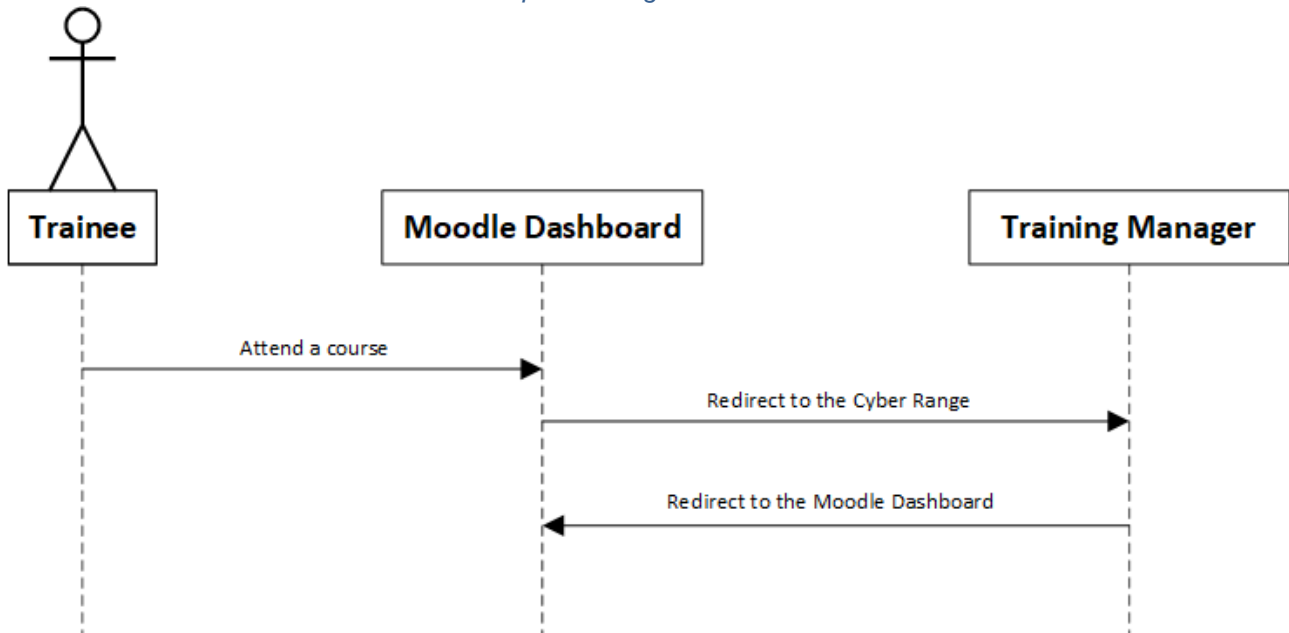 Trainee
Moodle Dashboard
Training Manager
Attend a course
Redirect to the Cyber Range
Redirect to the Moodle Dashboard